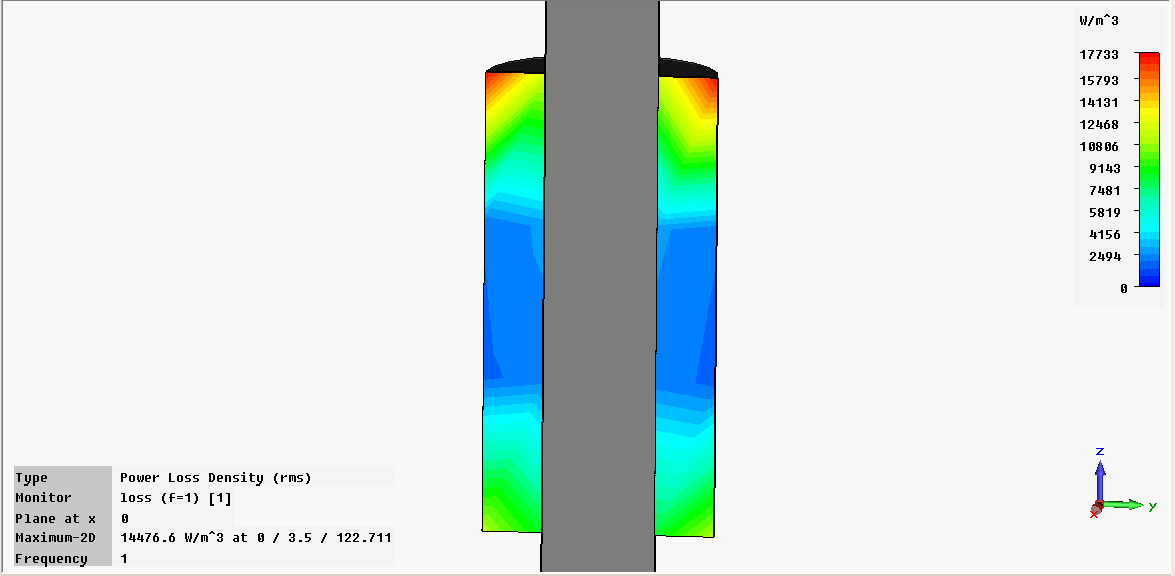 W/m^3
17733
15793
14131
12468
10806
9143
7481
5819
4156
2494
0
z
y
x
Type Power Loss Density (rms)
Monitor loss (f=1) [1]
Plane at x 0
Maximum-2D 14476.6 W/m^3 at 0 / 3.5 / 122.711
Frequency 1